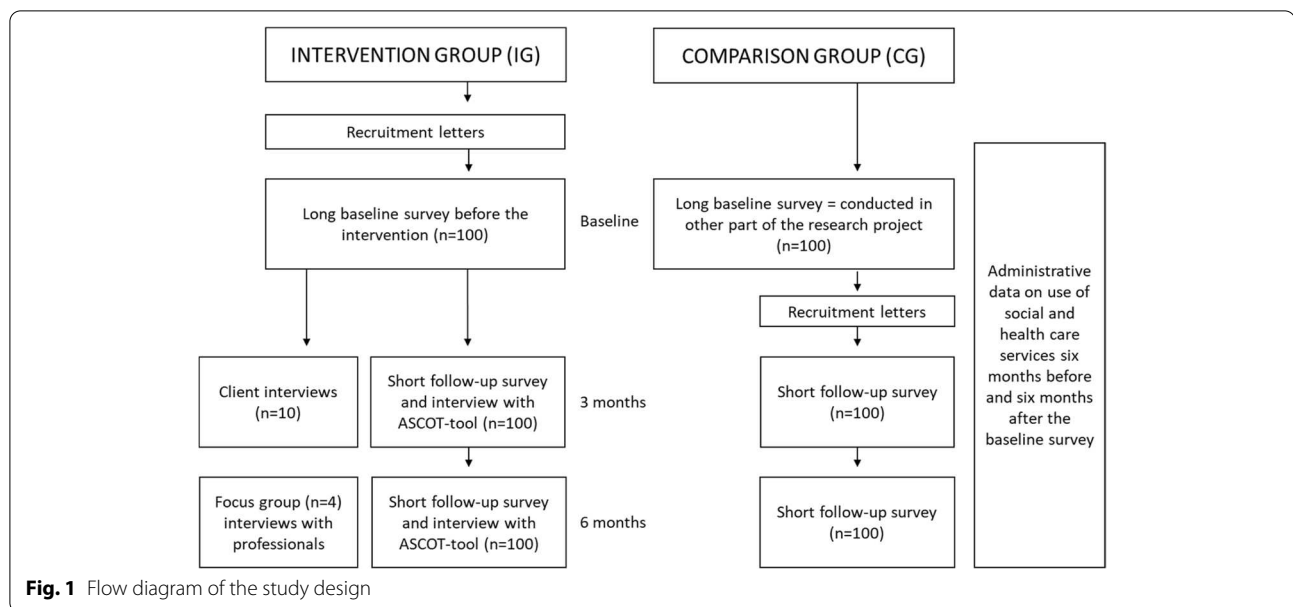 INTERVENTION GROUP (IG)
Recruitment letters
Long baseline survey before the
intervention (n=100)
Client interviews
(n=10)
Short follow-up survey
and interview with
ASCOT-tool (n=100)
Focus group (n=4)
interviews with
professionals
Short follow-up survey
and interview with
ASCOT-tool (n=100)
Baseline
3 months
6 months
COMPARISON GROUP (CG)
Long baseline survey = conducted in
other part of the research project
(n=100)
Recruitment letters
Short follow-up survey
(n=100)
Short follow-up survey
(n=100)
Administrative
data on use of
social and
health care
services six
months before
and six months
after the
baseline survey
Fig. 1 Flow diagram of the study design